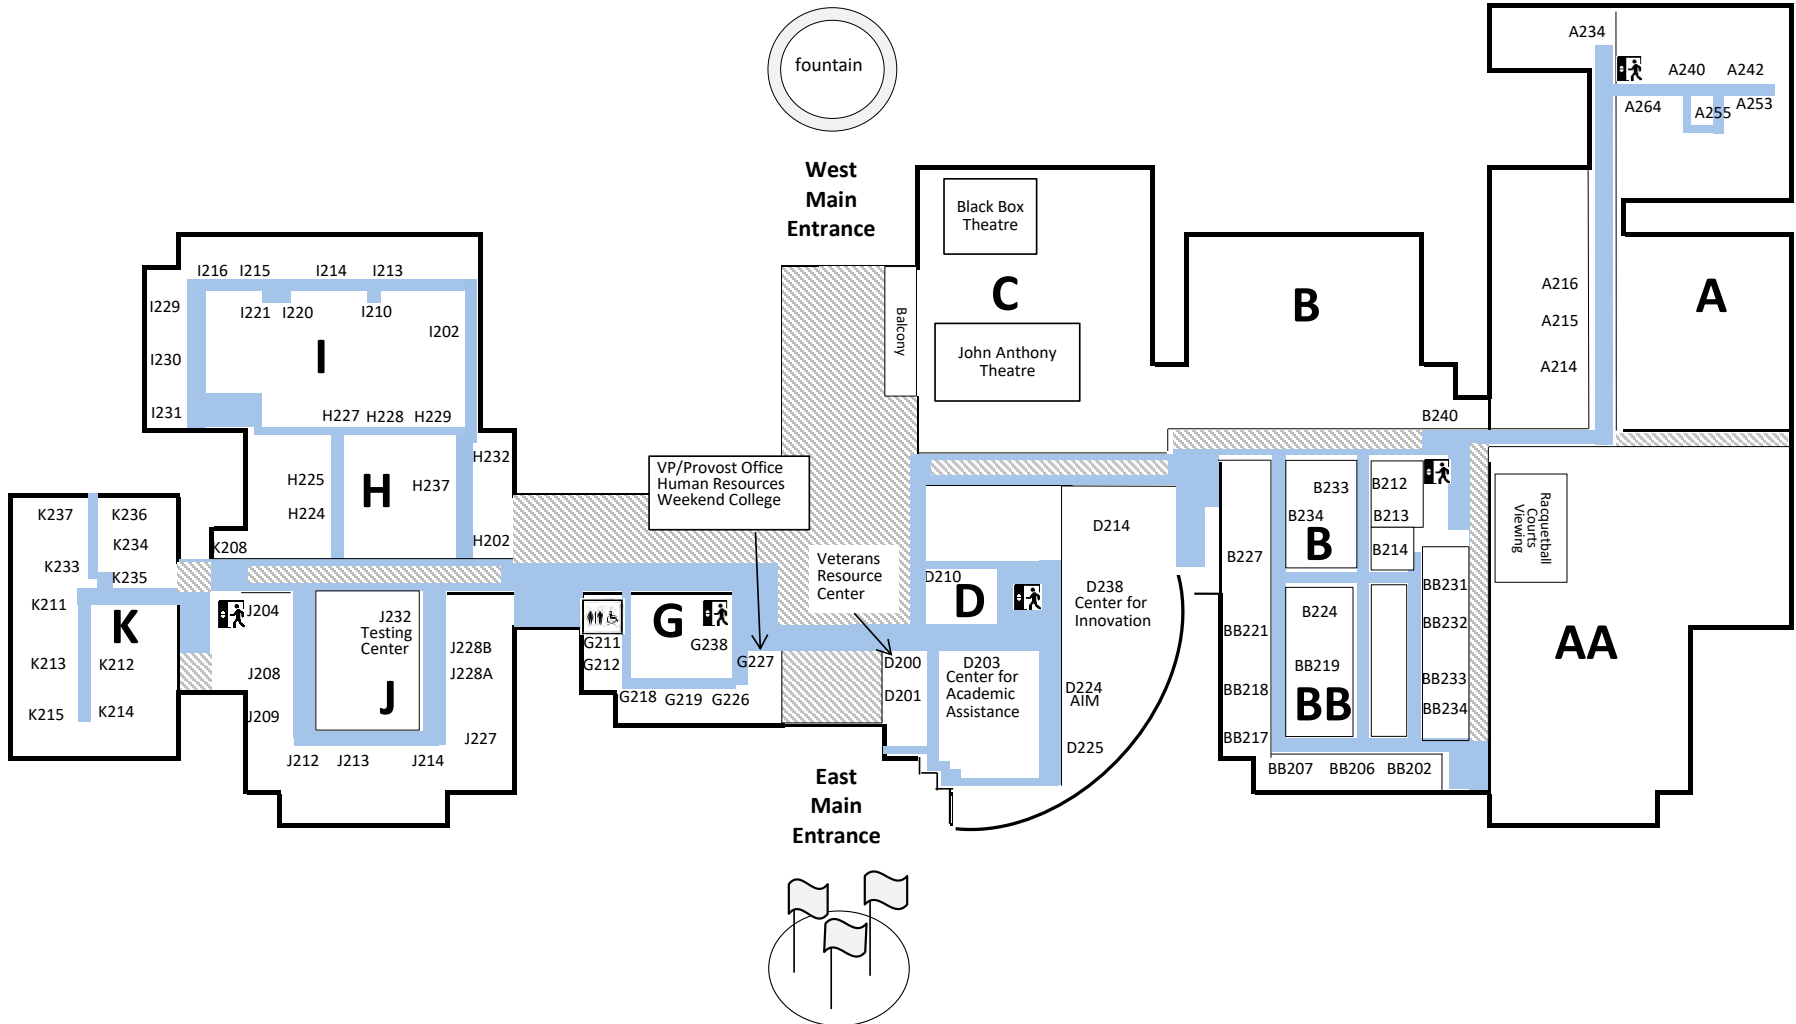 fountain
West
Main
Entrance
A234
A240
A242
A264
A255
A253
Black Box
Theatre
C
B
A
A216
A215
A214
Balcony
John Anthony
Theatre
B240
I216
I215
I214
I213
I229
I221
I220
I210
I202
I230
I
I231
H227
H228
H229
H232
H225
H
H237
H224
H202
VP/Provost Office
Human Resources
Weekend College
Veterans
Resource
Center
K237
K236
K234
K208
K233
K235
K211
K
K213
K212
K215
K214
J204
J232
Testing
Center
J228B
J208
J228A
J
J209
J227
J212
J213
J214
G211
G
G212
G238
G227
G218
G219
G226
D214
D210
D
D238
Center for
Innovation
D200
D203
Center for
Academic
Assistance
D201
D224
AIM
D225
B233
B212
B234
B213
B
B214
B227
BB231
B224
BB221
BB232
BB219
BB218
BB
BB233
BB234
BB217
BB207
BB206
BB202
Racquetball
Courts
Viewing
AA
East
Main
Entrance